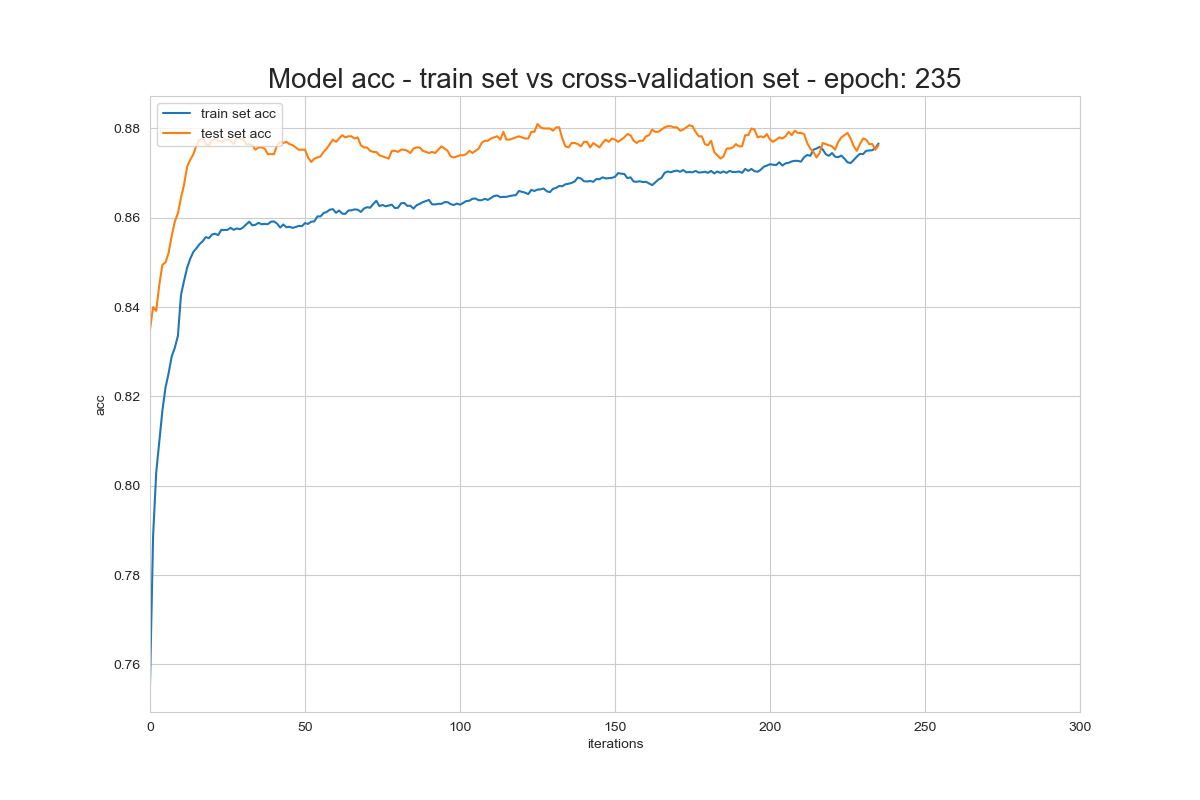 Model acc - train set vs cross-validation set - epoch: 235
train set acc
test set acc
0.88
0.86
0.84
0.82
0.80
0.78
0.76
acc
0 50 100 150 200 250 300
iterations